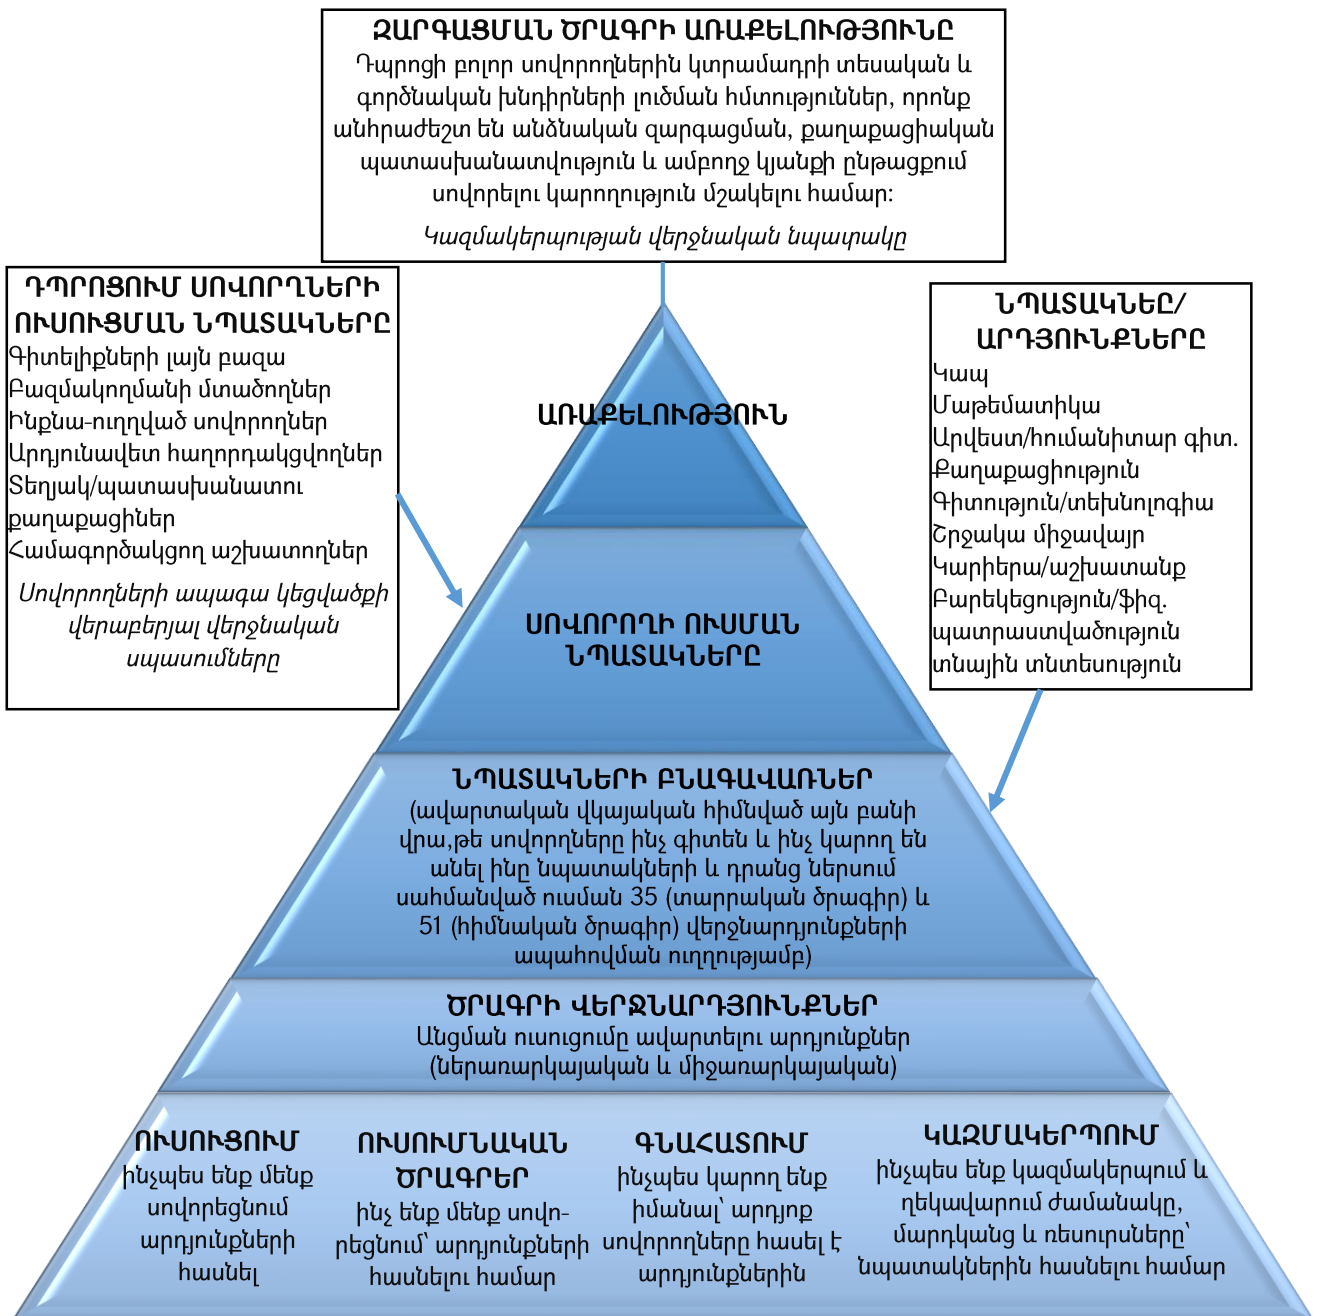 ԶԱՐԳԱՑՄԱՆ ԾՐԱԳՐԻ ԱՌԱՔԵԼՈՒԹՅՈՒՆԸ
Դպրոցի բոլոր սովորողներին կտրամադրի տեսական և
գործնական խնդիրների լուծման հմտություններ, որոնք
անհրաժեշտ են անձնական զարգացման, քաղաքացիական
պատասխանատվություն և ամբողջ կյանքի ընթացքում
սովորելու կարողություն մշակելու համար:
Կազմակերպության վերջնական նպատակը
ԴՊՐՈՑՈՒՄ ՍՈՎՈՐՂՆԵՐԻ
ՈՒՍՈՒՑՄԱՆ ՆՊԱՏԱԿՆԵՐԸ
Գիտելիքների լայն բազա
Բազմակողմանի մտածողներ
Ինքնա-ուղղված սովորողներ
Արդյունավետ հաղորդակցվողներ
Տեղյակ/պատասխանատու
քաղաքացիներ
Համագործակցող աշխատողներ
Սովորողների ապագա կեցվածքի
վերաբերյալ վերջնական
սպասումները
ՆՊԱՏԱԿՆԵԸ/
ԱՐԴՅՈՒՆՔՆԵՐԸ
Կապ
Մաթեմատիկա
Արվեստ/հումանիտար գիտ.
Քաղաքացիություն
Գիտություն/տեխնոլոգիա
Շրջակա միջավայր
Կարիերա/աշխատանք
Բարեկեցություն/ֆիզ.
պատրաստվածություն
տնային տնտեսություն
ԱՌԱՔԵԼՈՒԹՅՈՒՆ
ՍՈՎՈՐՈՂԻ ՈՒՍՄԱՆ
ՆՊԱՏԱԿՆԵՐԸ
ՆՊԱՏԱԿՆԵՐԻ ԲՆԱԳԱՎԱՌՆԵՐ
(ավարտական վկայական հիմնված այն բանի
վրա,թե սովորղները ինչ գիտեն և ինչ կարող են
անել ինը նպատակների և դրանց ներսում
սահմանված ուսման 35 (տարրական ծրագիր) և
51 (հիմնական ծրագիր) վերջնարդյունքների
ապահովման ուղղությամբ)
ԾՐԱԳՐԻ ՎԵՐՋՆԱՐԴՅՈՒՆՔՆԵՐ
Անցման ուսուցումը ավարտելու արդյունքներ
(ներառարկայական և միջառարկայական)
ՈՒՍՈՒՑՈՒՄ
ինչպես ենք մենք
սովորեցնում
արդյունքների
հասնել
ՈՒՍՈՒՄՆԱԿԱՆ
ԾՐԱԳՐԵՐ
ինչ ենք մենք սովո-
րեցնում՝ արդյունքների
հասնելու համար
ԳՆԱՀԱՏՈՒՄ
ինչպես կարող ենք
իմանալ՝ արդյոք
սովորողները հասել է
արդյունքներին
ԿԱԶՄԱԿԵՐՊՈՒՄ
ինչպես ենք կազմակերպում և
ղեկավարում ժամանակը,
մարդկանց և ռեսուրսները՝
նպատակներին հասնելու համար